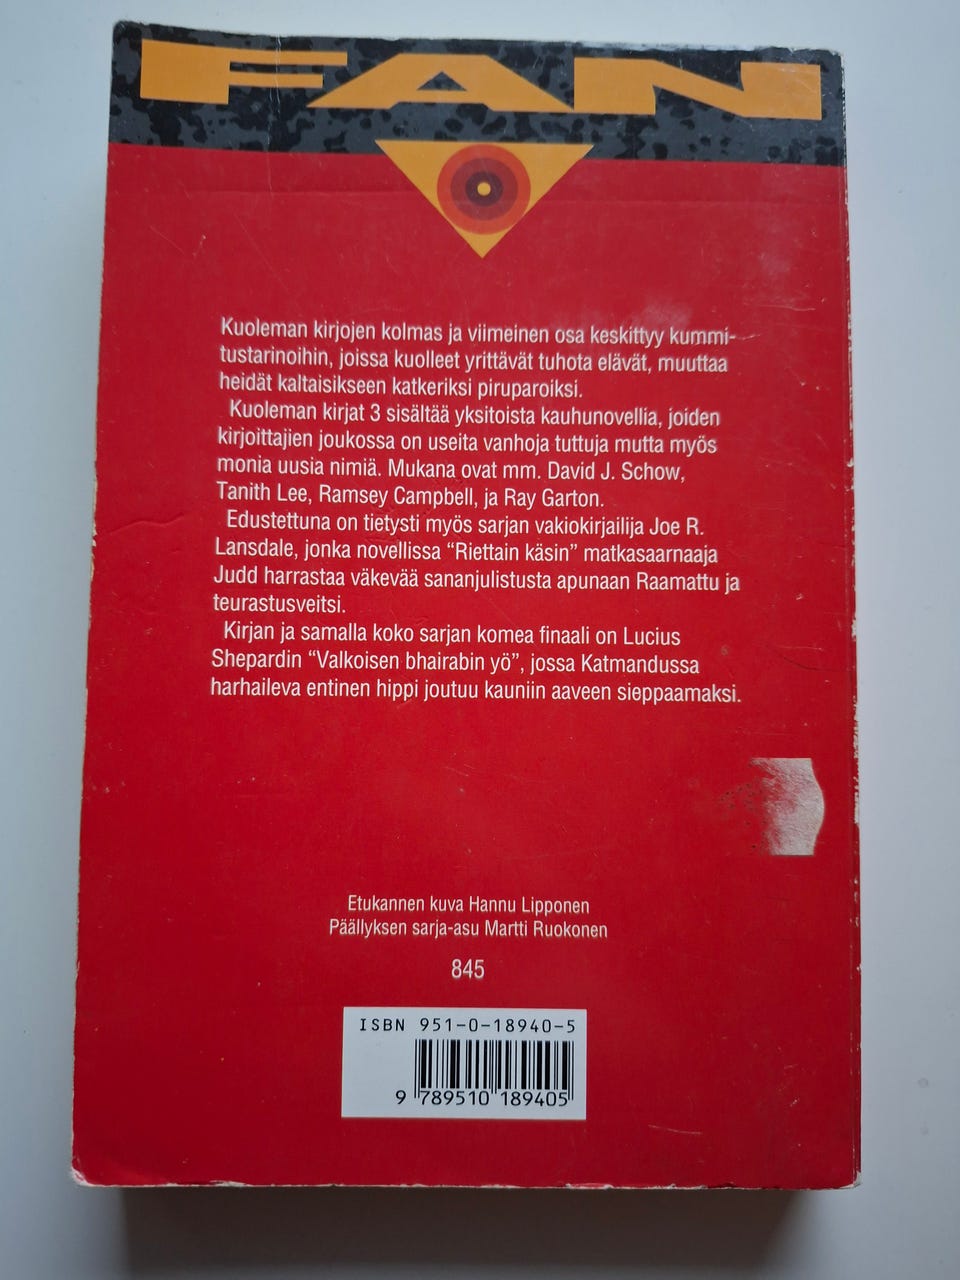 FAN
Kuoleman kirjojen kolmas ja viimeinen osa keskittyy kummi-
tustarinoihin, joissa kuolleet yrittävät tuhota elävät, muuttaa
heidät kaltaisikseen katkeriksi piruparoiksi.
Kuoleman kirjat 3 sisältää yksitoista kauhunovellia, joiden
kirjoittajien joukossa on useita vanhoja tuttuja mutta myös
monia uusia nimiä. Mukana ovat mm. David J. Schow,
Tanith Lee, Ramsey Campbell, ja Ray Garton.
Edustettuna on tietysti myös sarjan vakiokirjailija Joe R.
Lansdale, jonka novellissa “Riettain käsin” matkasaarnaaja
Judd harrastaa väkevää sananjulistusta apunaan Raamattu ja
teurastusveitsi.
Kirjan ja samalla koko sarjan komea finaali on Lucius
Shepardin “Valkoisen bhairabin yö”, jossa Katmandussa
harhaileva entinen hippi joutuu kauniin aaveen sieppaamaksi.
Etukannen kuva Hannu Lipponen
Päällyksen sarja-asu Martti Ruokonen
845
ISBN 951-0-18940-5
9 789510 189405